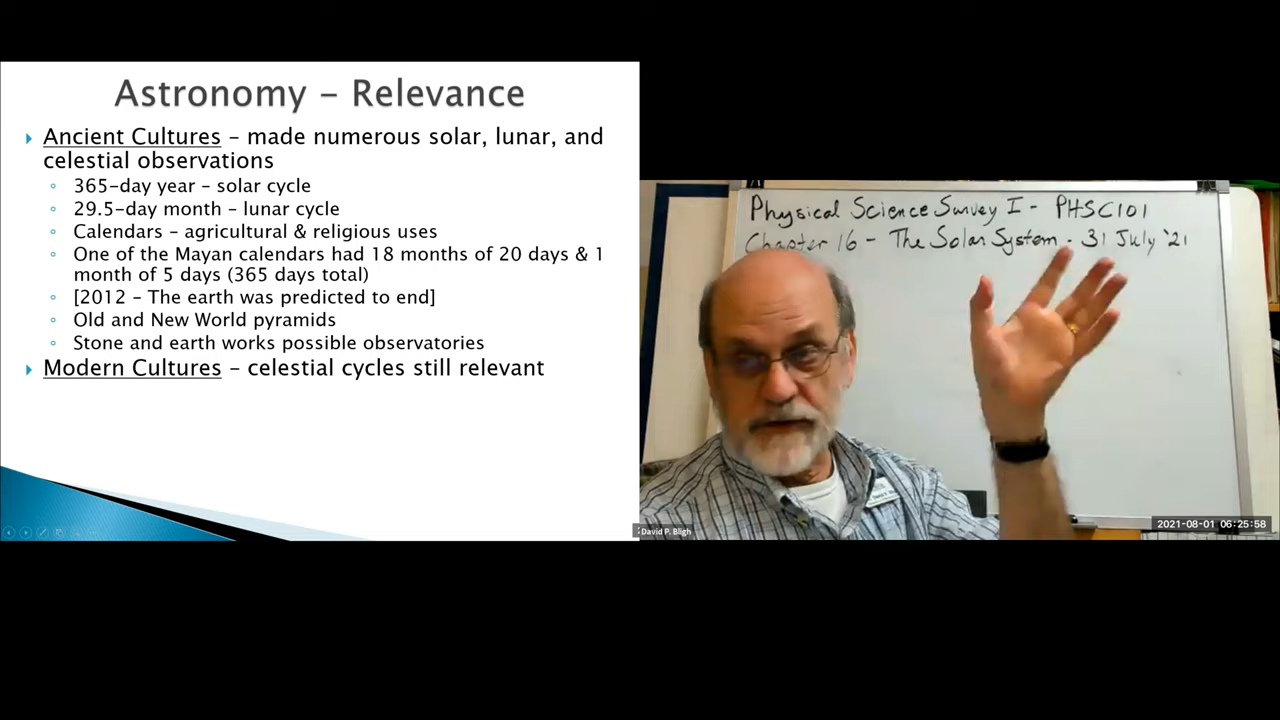 Astronomy – Relevance
Ancient Cultures – made numerous solar, lunar, and
celestial observations
365-day year – solar cycle
29.5-day month – lunar cycle
Calendars – agricultural & religious uses
One of the Mayan calendars had 18 months of 20 days & 1
month of 5 days (365 days total)
[2012 – The earth was predicted to end]
Old and New World pyramids
Stone and earth works possible observatories
Modern Cultures – celestial cycles still relevant
Physical Science Survey I - PHSC101
Chapter 16 - The Solar System - 31 July '21
David P. Bligh
2021-08-01 06:25:58